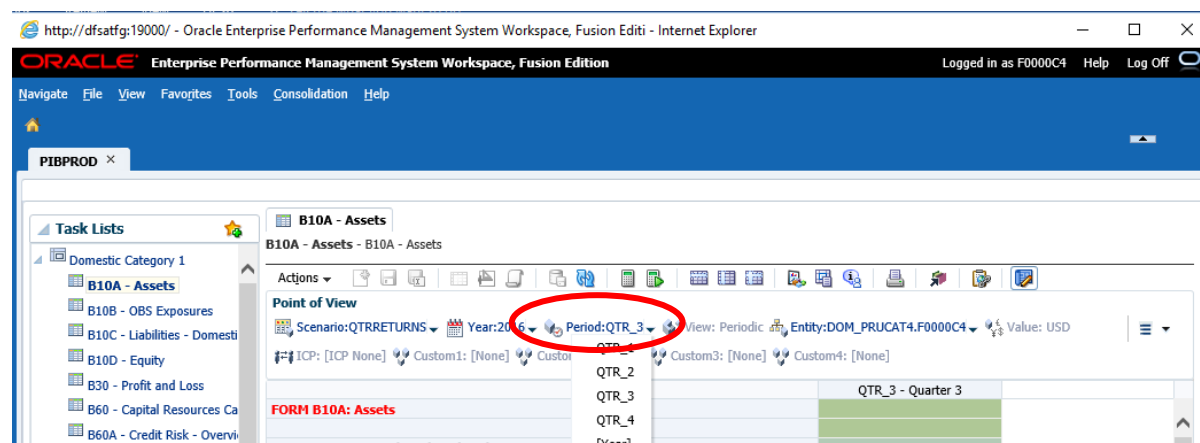 http://dfsatfg:19000/ - Oracle Enterprise Performance Management System Workspace, Fusion Editi - Internet Explorer
ORACLE Enterprise Performance Management System Workspace, Fusion Edition Logged in as F0000C4 Help Log Off
Navigate File View Favorites Tools Consolidation Help
PIBPROD
Task Lists
Domestic Category 1
B10A - Assets
B10B - OBS Exposures
B10C - Liabilities - Domesti
B10D - Equity
B30 - Profit and Loss
B60 - Capital Resources Ca
B60A - Credit Risk - Overvi
B10A - Assets
B10A - Assets - B10A - Assets
Actions
Point of View
Scenario:QTRRETURNS Year:2016 Period:QTR_3 View: Periodic Entity:DOM_PRUCAT4.F0000C4 Value: USD
ICP: [ICP None] Custom1: [None] Custo Custom3: [None] Custom4: [None]
QTR_1
QTR_2
QTR_3
QTR_4
[Year]
QTR_3 - Quarter 3
FORM B10A: Assets